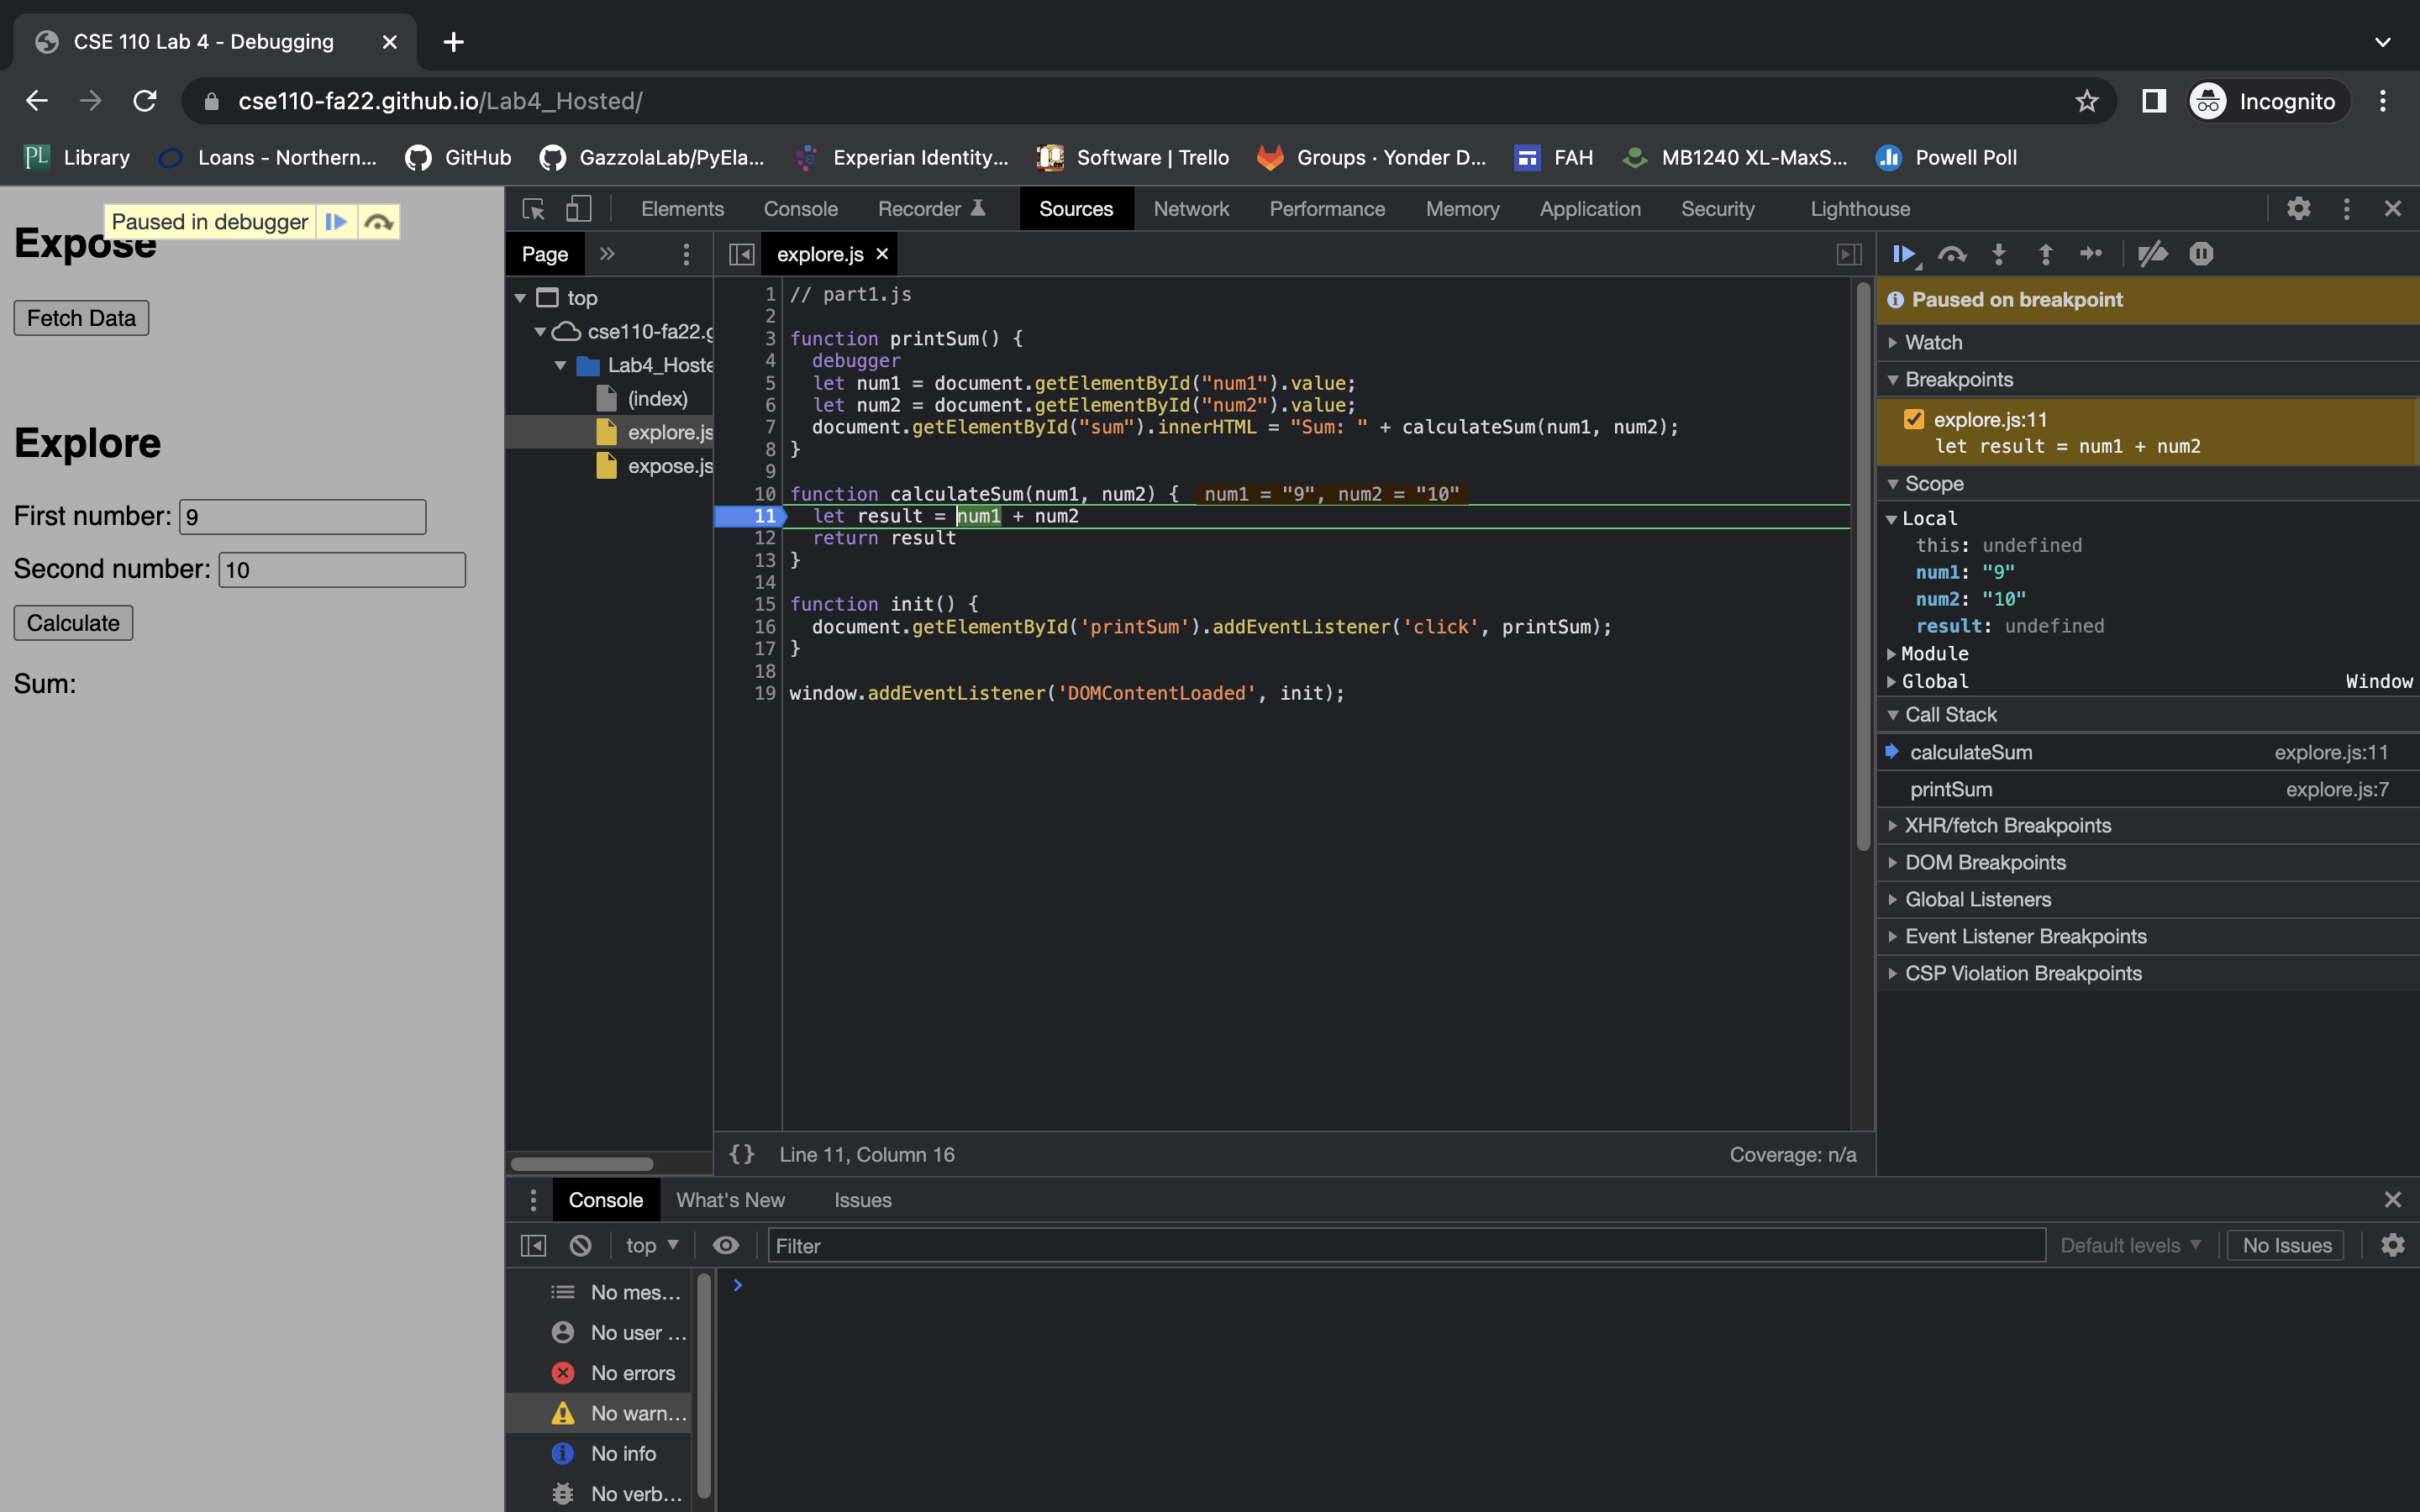 CSE 110 Lab 4 - Debugging
cse110-fa22.github.io/Lab4_Hosted/
Incognito
Library
Loans - Northern...
GitHub
GazzolaLab/PyEla...
Experian Identity...
Software | Trello
Groups · Yonder D...
FAH
MB1240 XL-MaxS...
Powell Poll
Paused in debugger
Expose
Fetch Data
Explore
First number: 9
Second number: 10
Calculate
Sum:
Elements
Console
Recorder
Sources
Network
Performance
Memory
Application
Security
Lighthouse
Page
top
cse110-fa22.g
Lab4_Hoste
(index)
explore.js
expose.js
explore.js
1 // part1.js
2
3 function printSum() {
4 debugger
5 let num1 = document.getElementById("num1").value;
6 let num2 = document.getElementById("num2").value;
7 document.getElementById("sum").innerHTML = "Sum: " + calculateSum(num1, num2);
8 }
9
10 function calculateSum(num1, num2) { num1 = "9", num2 = "10"
11 let result = num1 + num2
12 return result
13 }
14
15 function init() {
16 document.getElementById('printSum').addEventListener('click', printSum);
17 }
18
19 window.addEventListener('DOMContentLoaded', init);
{} Line 11, Column 16
Coverage: n/a
Paused on breakpoint
Watch
Breakpoints
explore.js:11
let result = num1 + num2
Scope
Local
this: undefined
num1: "9"
num2: "10"
result: undefined
Module
Global Window
Call Stack
calculateSum explore.js:11
printSum explore.js:7
XHR/fetch Breakpoints
DOM Breakpoints
Global Listeners
Event Listener Breakpoints
CSP Violation Breakpoints
Console
What's New
Issues
top
Filter
Default levels
No Issues
No mes...
No user ...
No errors
No warn...
No info
No verb...